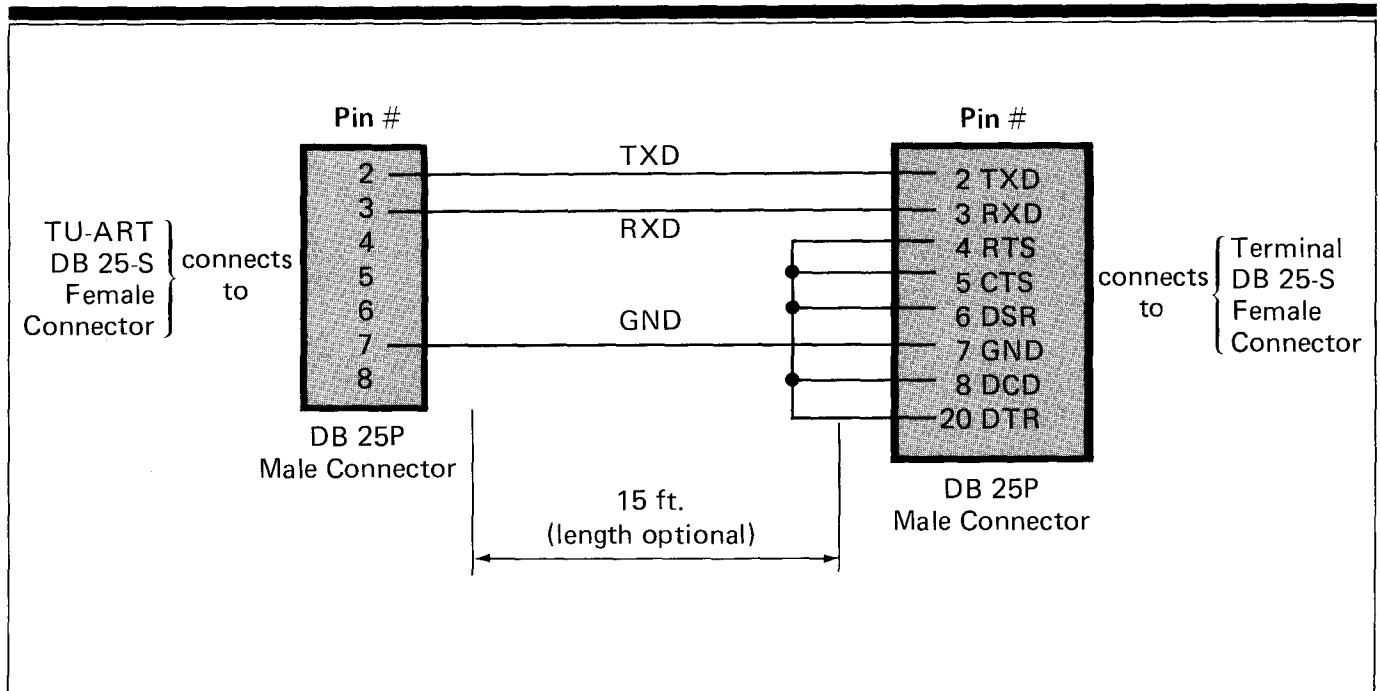 Pin #
Pin #
TXD
RXD
GND
2
3
4
5
6
7
8
2 TXD
3 RXD
4 RTS
5 CTS
6 DSR
7 GND
8 DCD
20 DTR
TU-ART
DB 25-S
Female
Connector
connects
to
connects
to
Terminal
DB 25-S
Female
Connector
DB 25P
Male Connector
15 ft.
(length optional)
DB 25P
Male Connector